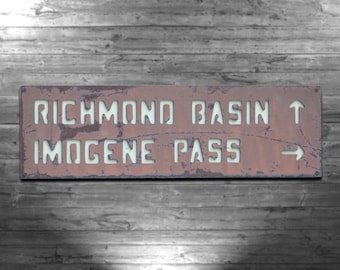 RICHMOND BASIN ↑
IMOGENE PASS →